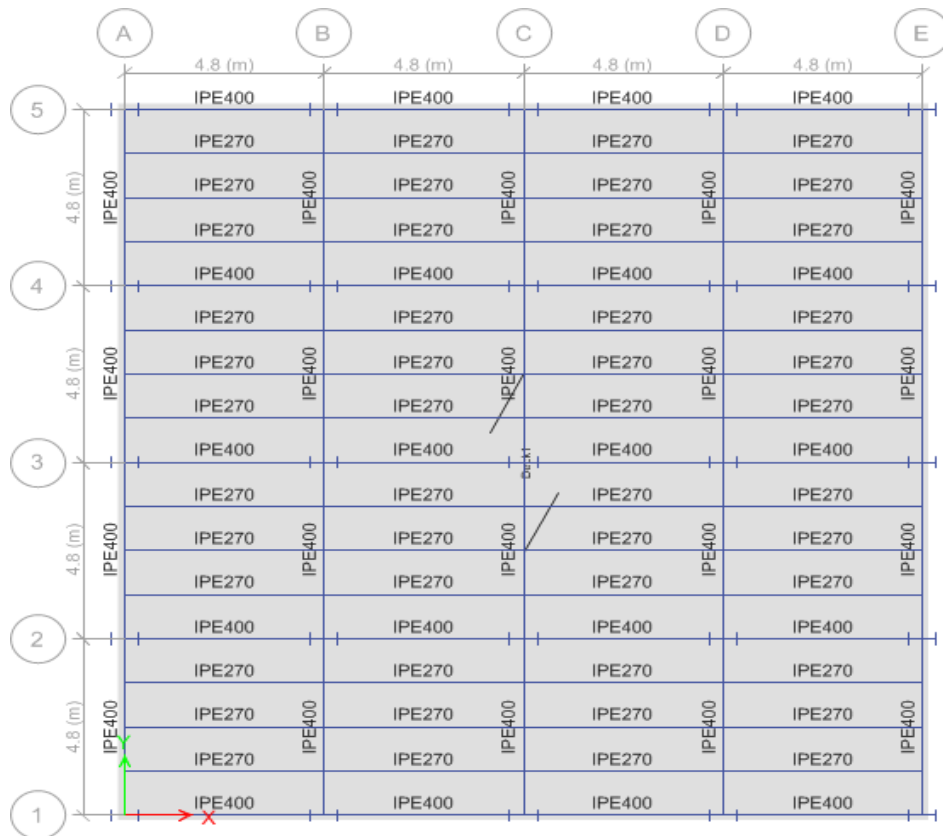 A B C D E
4.8 (m) 4.8 (m) 4.8 (m) 4.8 (m)
5 IPE400 IPE400 IPE400 IPE400
IPE270 IPE270 IPE270 IPE270
4.8 (m) IPE400 IPE270 IPE400 IPE270 IPE400 IPE270 IPE400 IPE270 IPE400
IPE270 IPE270 IPE270 IPE270
4 IPE400 IPE400 IPE400 IPE400
IPE270 IPE270 IPE270 IPE270
4.8 (m) IPE400 IPE270 IPE400 IPE270 IPE400 IPE270 IPE400 IPE270 IPE400
IPE270 IPE270 IPE270 IPE270
3 IPE400 IPE400 Deck1 IPE400 IPE400
IPE270 IPE270 IPE270 IPE270
4.8 (m) IPE400 IPE270 IPE400 IPE270 IPE400 IPE270 IPE400 IPE270 IPE400
IPE270 IPE270 IPE270 IPE270
2 IPE400 IPE400 IPE400 IPE400
IPE270 IPE270 IPE270 IPE270
4.8 (m) IPE400 IPE270 IPE400 IPE270 IPE400 IPE270 IPE400 IPE270 IPE400
Y IPE270 IPE270 IPE270 IPE270
1 X IPE400 IPE400 IPE400 IPE400